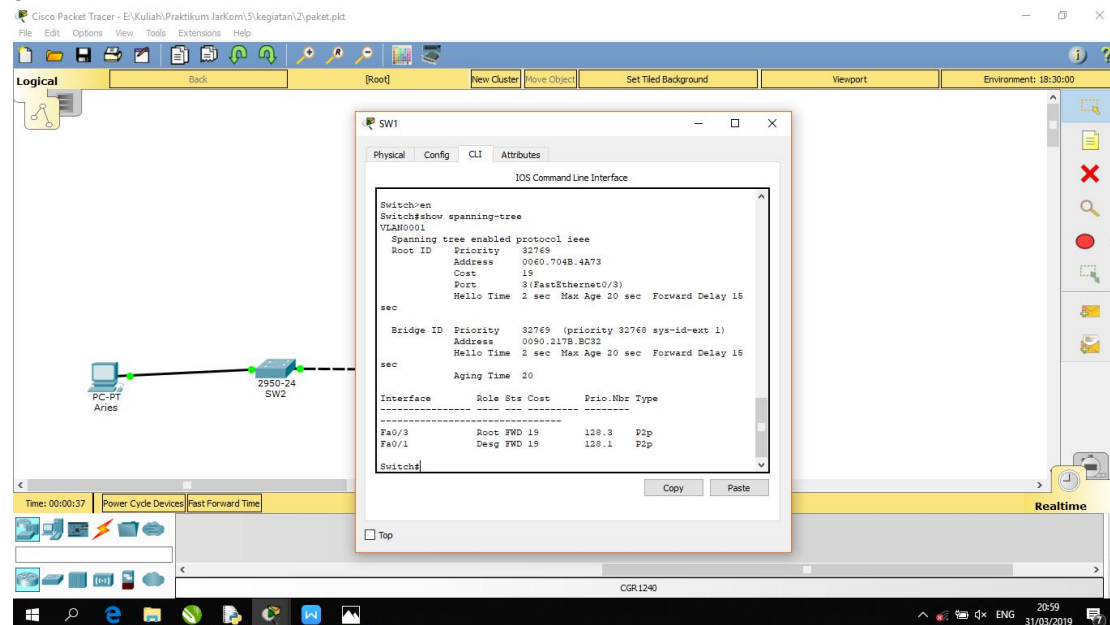 Cisco Packet Tracer - E:\Kuliah\Praktikum JarKom\5\kegiatan\2\paket.pkt
File Edit Options View Tools Extensions Help
Logical Back [Root] New Cluster Move Object Set Tiled Background Viewport Environment: 18:30:00
SW1
Physical Config CLI Attributes
IOS Command Line Interface
Switch>en
Switch#show spanning-tree
VLAN0001
Spanning tree enabled protocol ieee
Root ID Priority 32769
Address 0060.704B.4A73
Cost 19
Port 3(FastEthernet0/3)
Hello Time 2 sec Max Age 20 sec Forward Delay 15
sec
Bridge ID Priority 32769 (priority 32768 sys-id-ext 1)
Address 0090.217B.BC32
Hello Time 2 sec Max Age 20 sec Forward Delay 15
sec
Aging Time 20
Interface Role Sts Cost Prio.Nbr Type
---------------- ---- --- --------- --------
--------------------------------
Fa0/3 Root FWD 19 128.3 P2p
Fa0/1 Desg FWD 19 128.1 P2p
Switch#
Copy Paste
Top
PC-PT
Aries
2950-24
SW2
Time: 00:00:37 Power Cycle Devices Fast Forward Time Realtime
CGR1240
ENG
20:59
31/03/2019